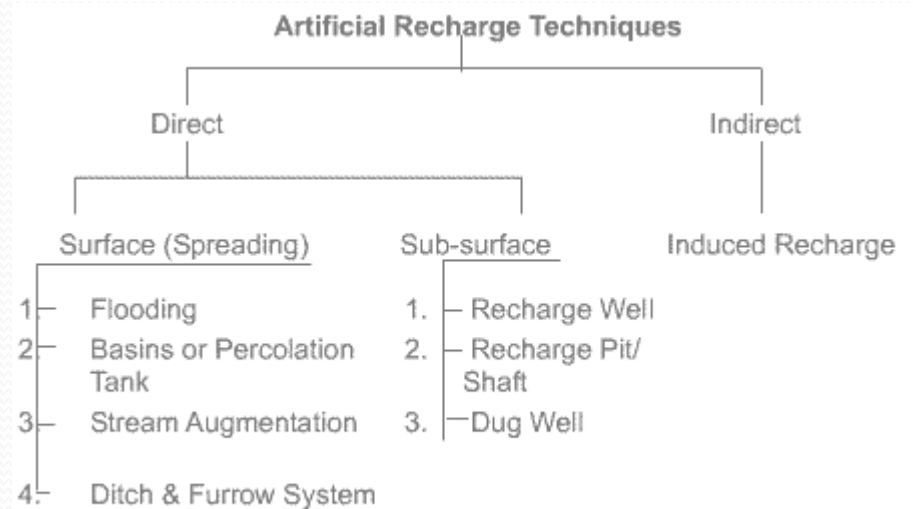 Artificial Recharge Techniques
Direct
Indirect
Surface (Spreading)
Sub-surface
Induced Recharge
1. Flooding
2. Basins or Percolation
Tank
3. Stream Augmentation
4. Ditch & Furrow System
1. Recharge Well
2. Recharge Pit/
Shaft
3. Dug Well